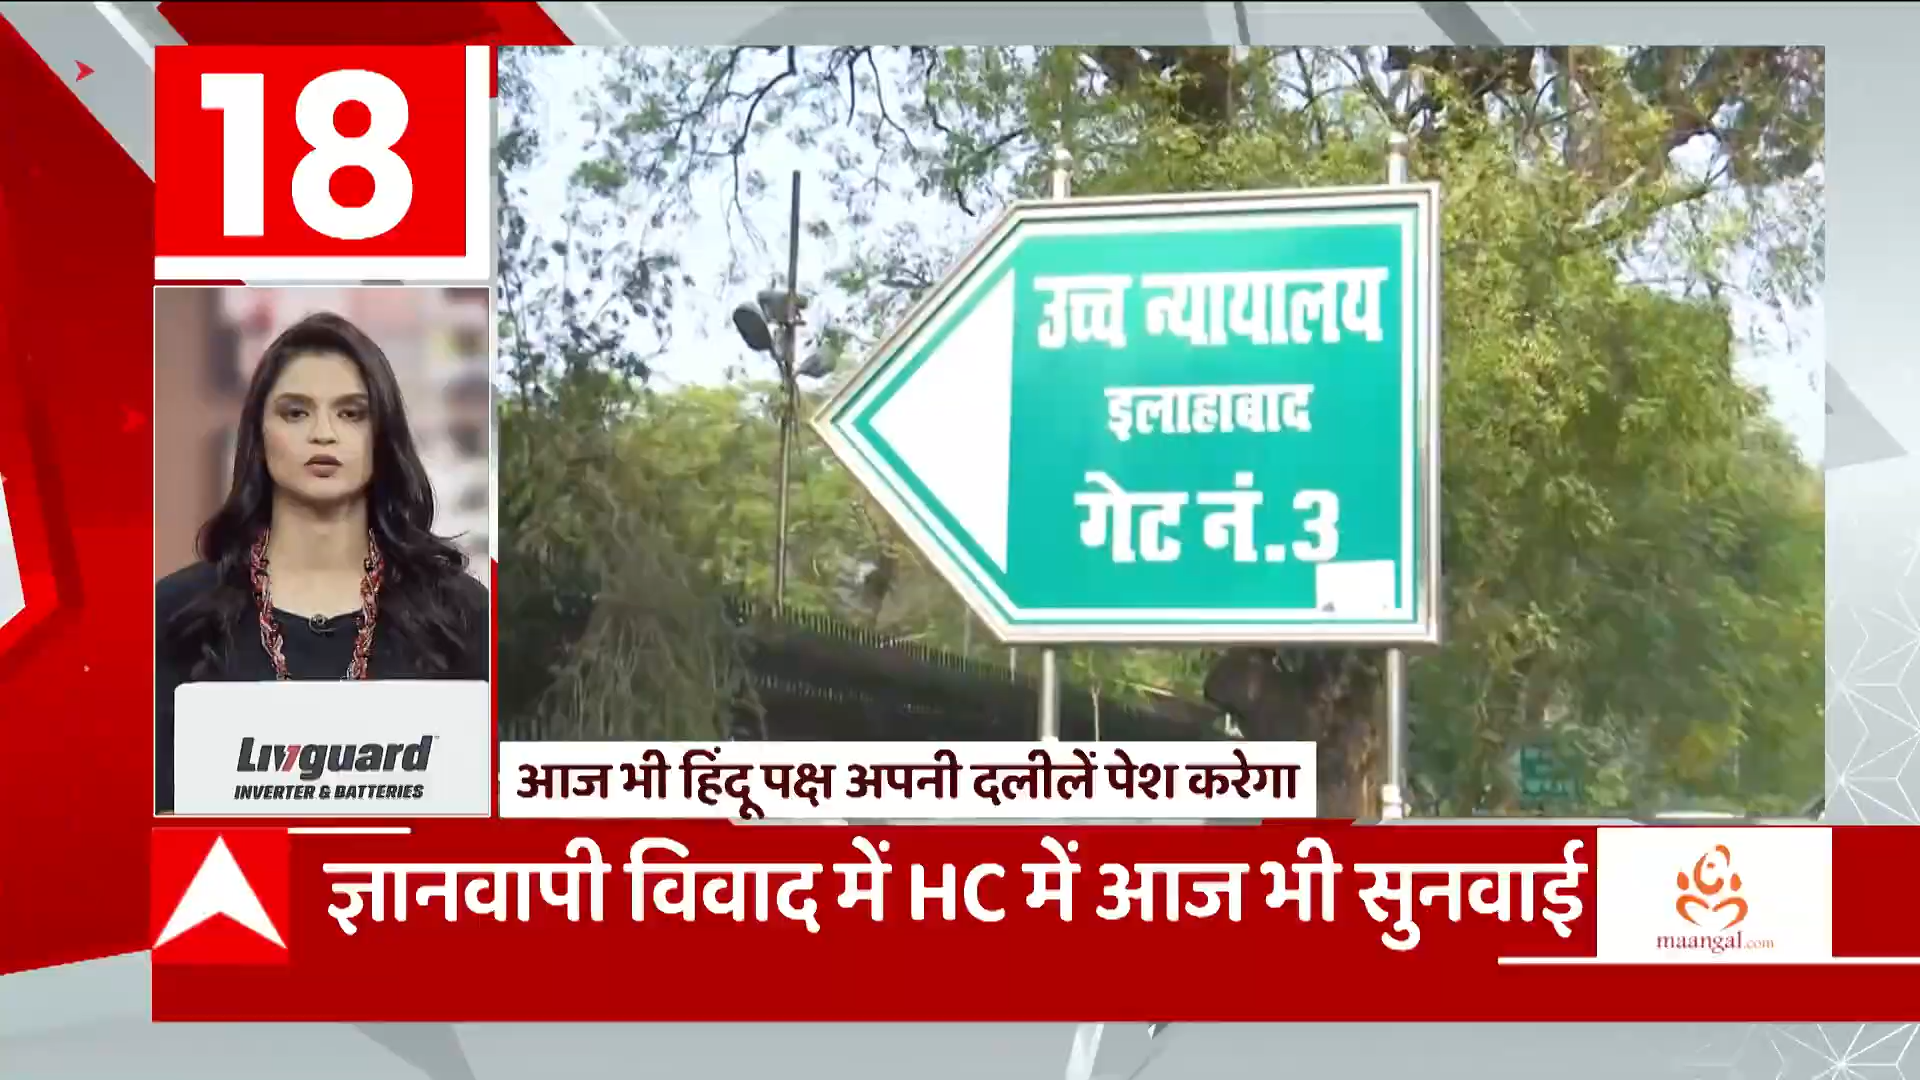 18
उच्च न्यायालय
इलाहाबाद
गेट नं.3
Livguard
INVERTER & BATTERIES
आज भी हिंदू पक्ष अपनी दलीलें पेश करेगा
ज्ञानवापी विवाद में HC में आज भी सुनवाई
maangal.com